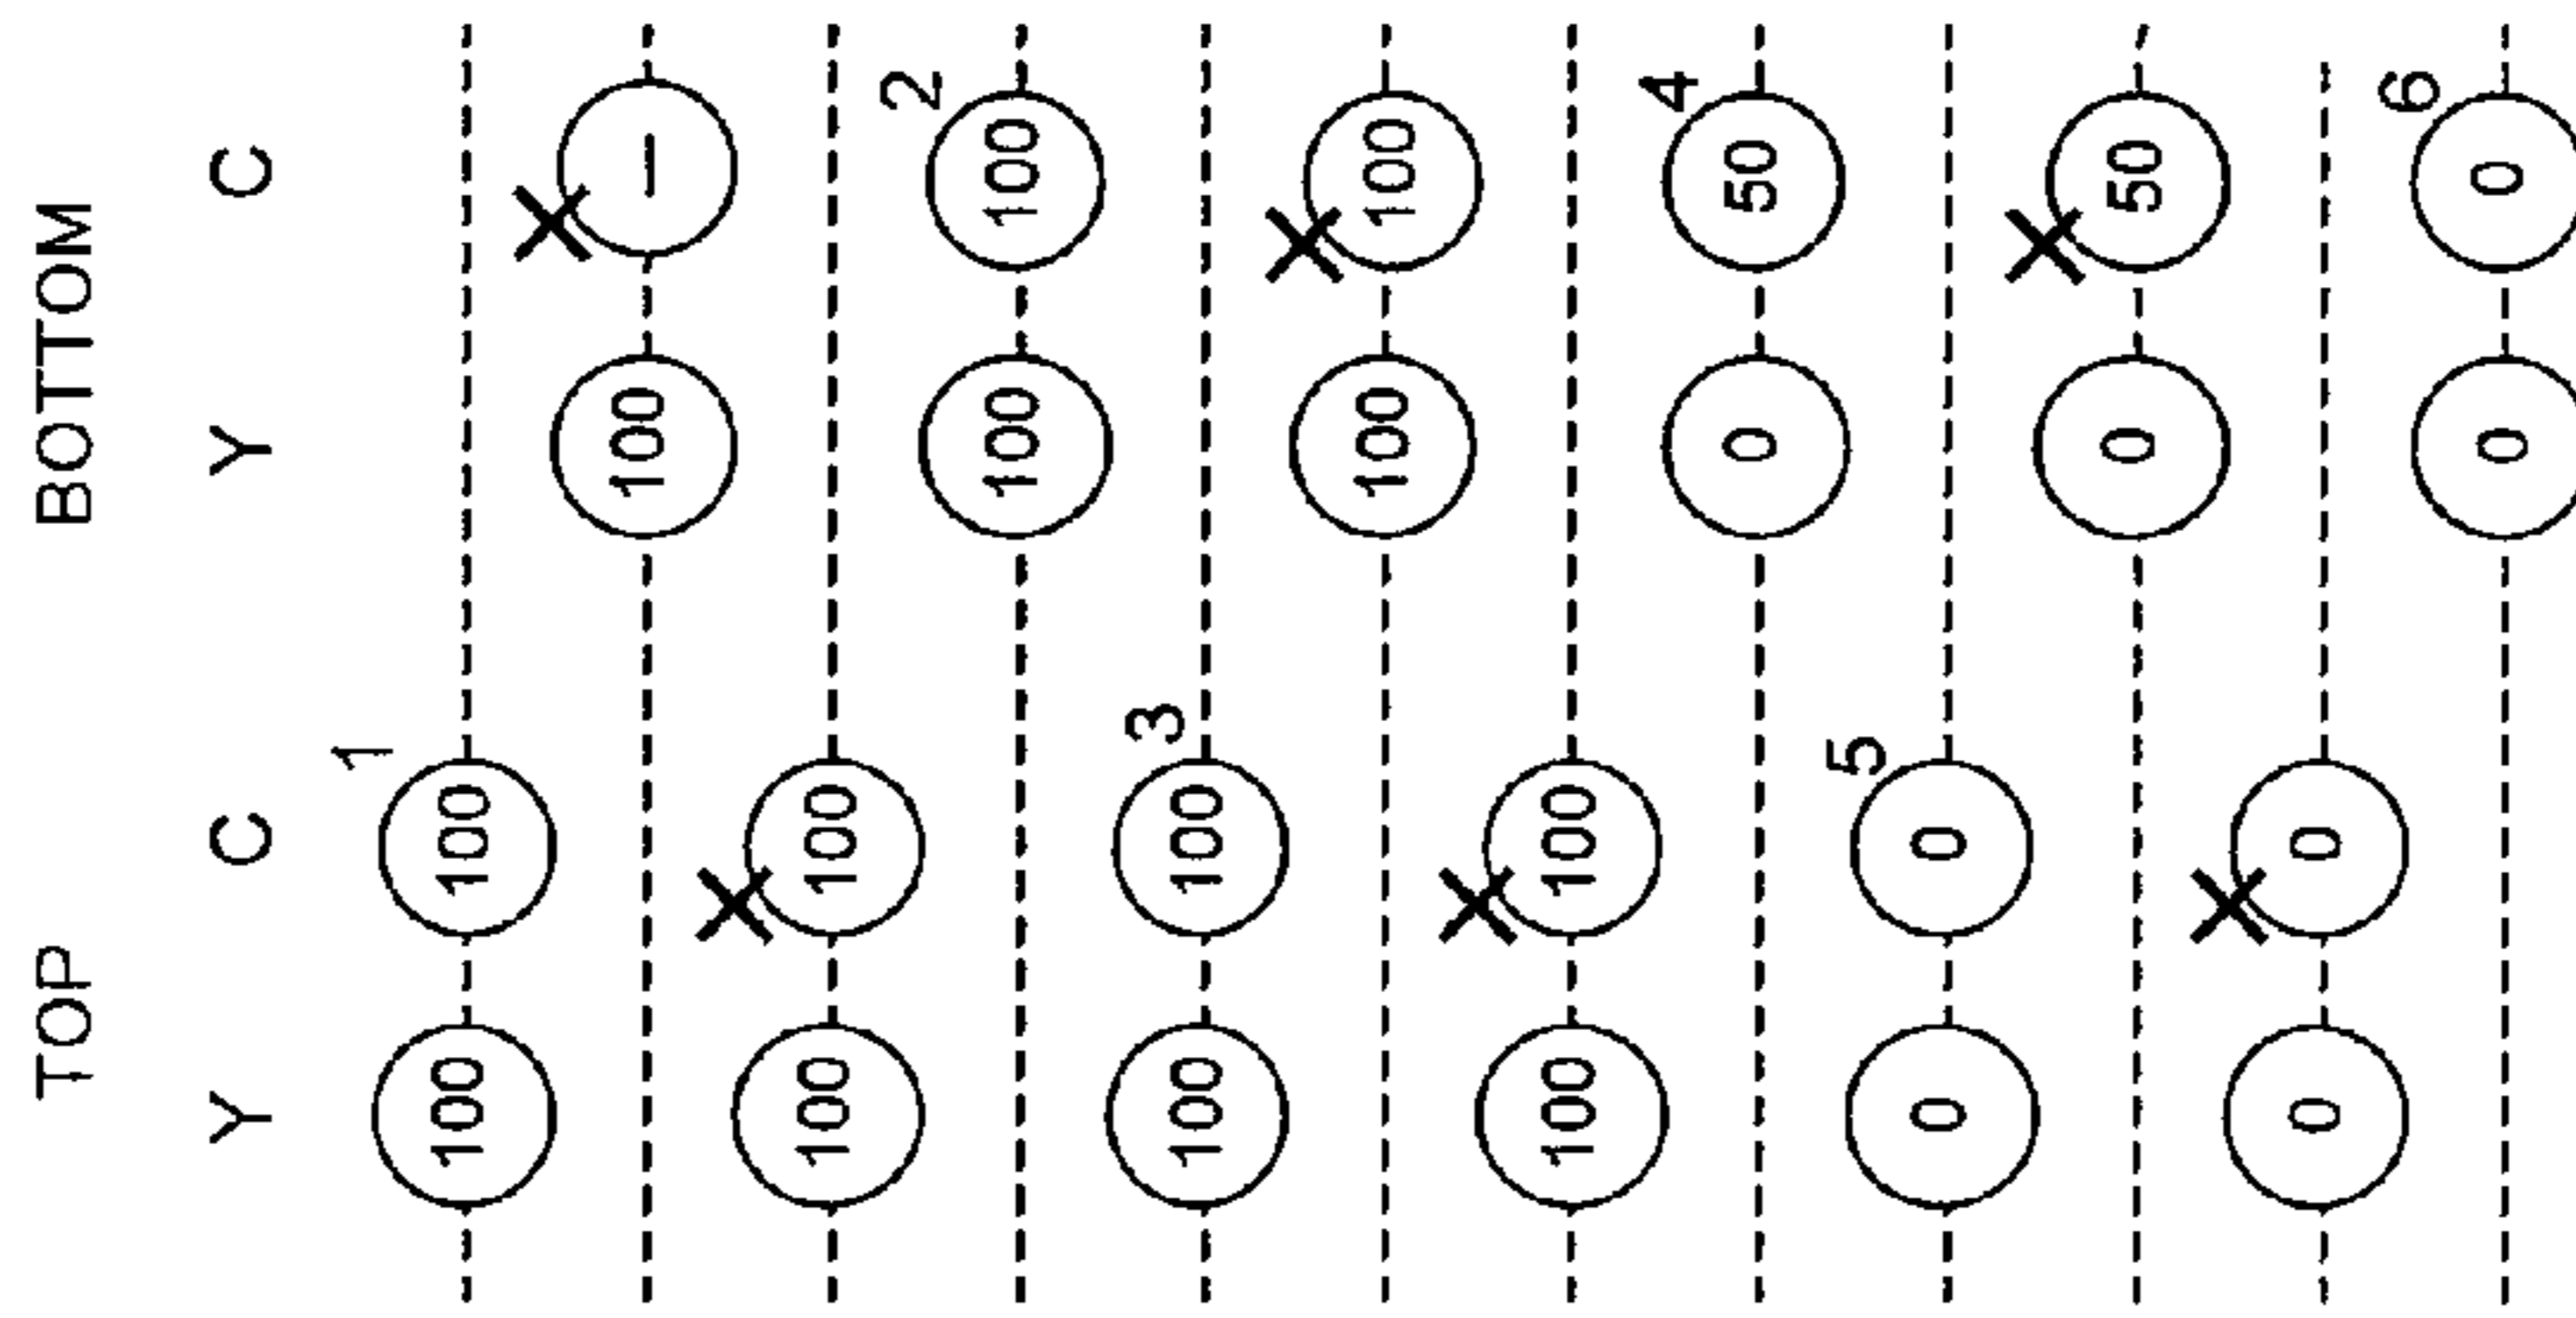 TOP BOTTOM
Y C Y C
100 100 1
100 X –
100 X 100
100 100 2
100 100 3
100 X 100
100 X 100
0 50 4
0 0 5
0 X 50
0 X 0
0 0 6